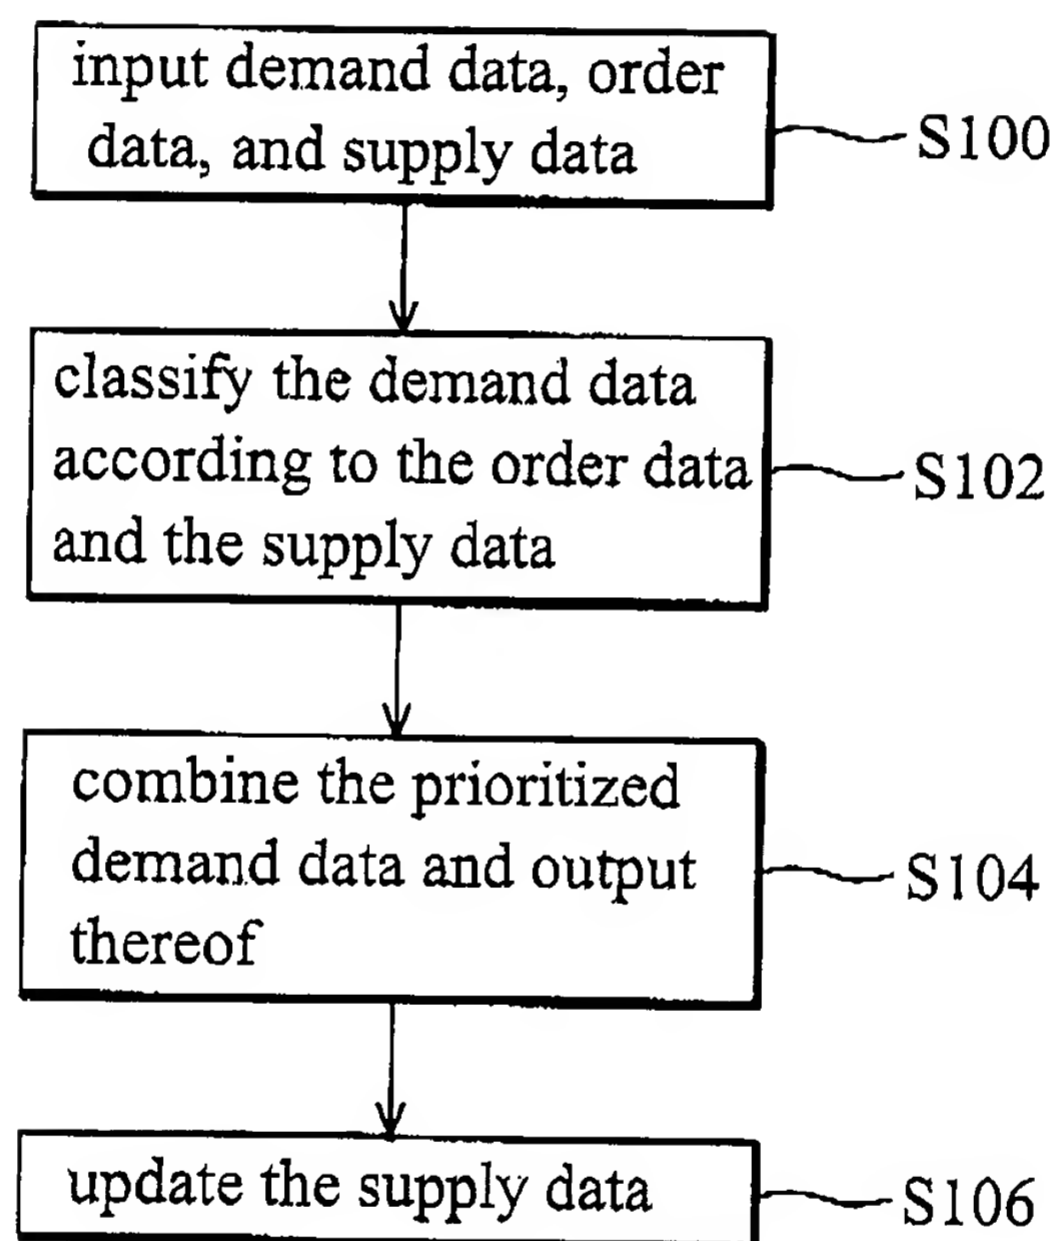 input demand data, order
data, and supply data
S100
classify the demand data
according to the order data
and the supply data
S102
combine the prioritized
demand data and output
thereof
S104
update the supply data
S106